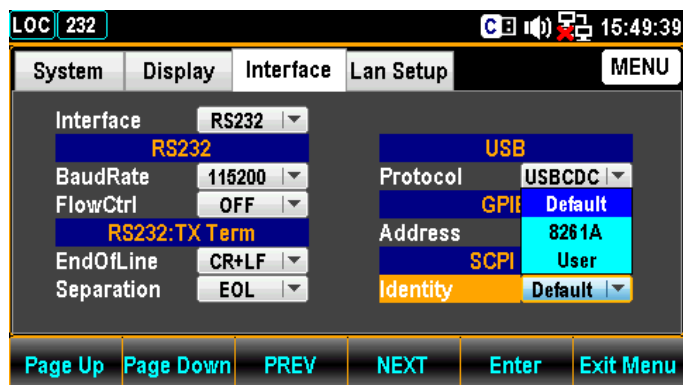 LOC 232 C 15:49:39
System Display Interface Lan Setup MENU
Interface RS232
RS232 USB
BaudRate 115200 Protocol USBCDC
FlowCtrl OFF GPIB Default
RS232:TX Term Address 8261A
EndOfLine CR+LF SCPI User
Separation EOL Identity Default
Page Up Page Down PREV NEXT Enter Exit Menu